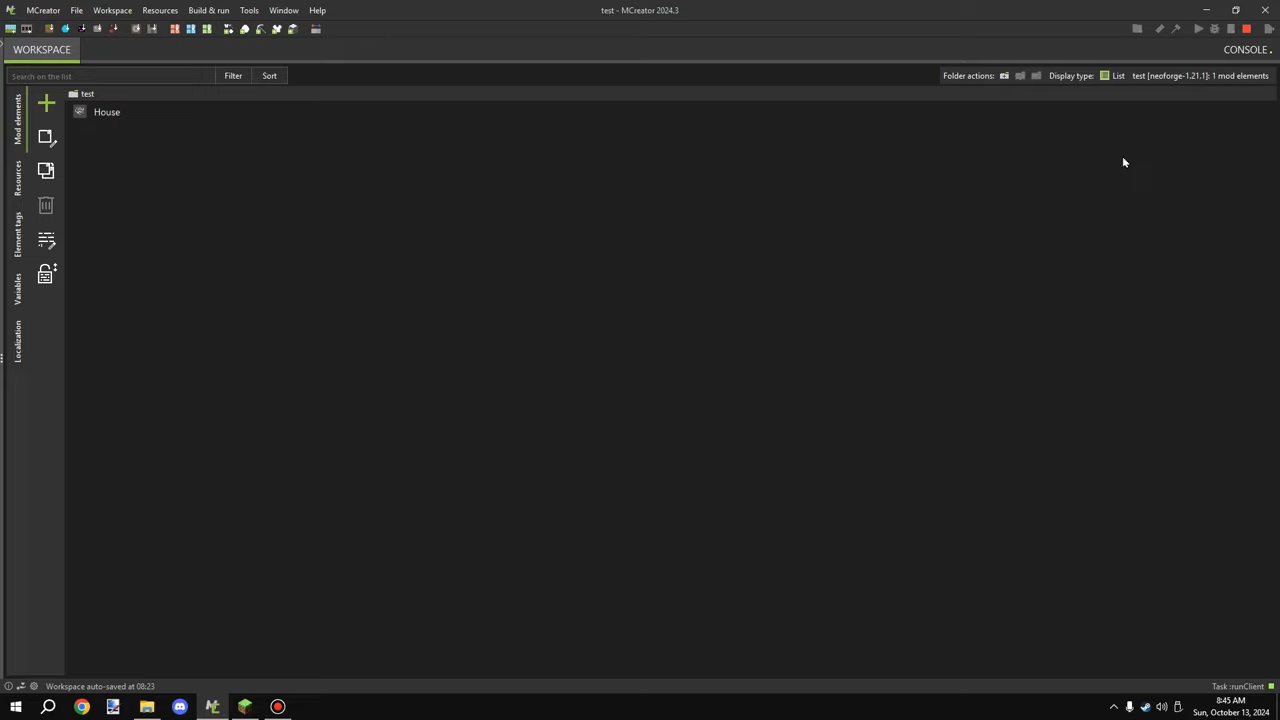 MCreator File Workspace Resources Build & run Tools Window Help
test - MCreator 2024.3
WORKSPACE
CONSOLE
Search on the list
Filter
Sort
Folder actions:
Display type: List
test [neoforge-1.21.1]: 1 mod elements
Mod elements
Resources
Element tags
Variables
Localization
test
House
Workspace auto-saved at 08:23
Task :runClient
8:45 AM
Sun, October 13, 2024